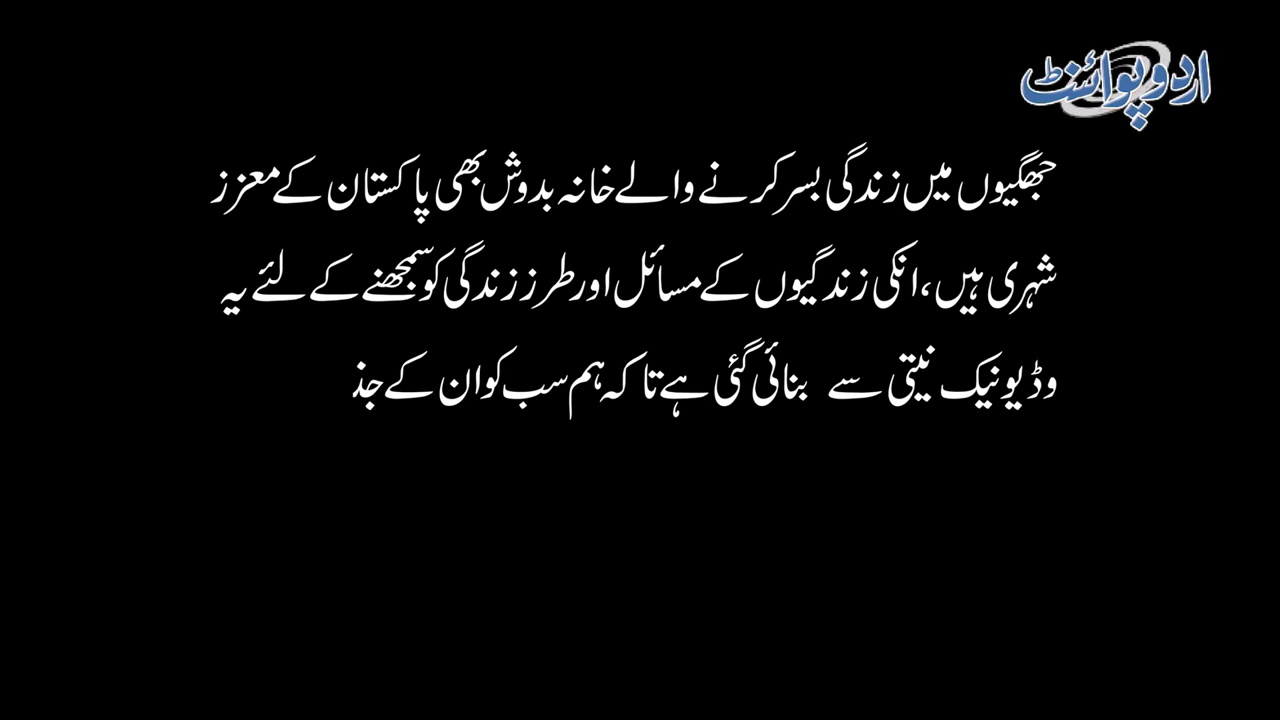 اردو پوائنٹ
جھگیوں میں زندگی بسر کرنے والے خانہ بدوش بھی پاکستان کے معزز
شہری ہیں، انکی زندگیوں کے مسائل اور طرز زندگی کو سمجھنے کے لئے یہ
وڈیو نیک نیتی سے بنائی گئی ہے تاکہ ہم سب کو ان کے جذ